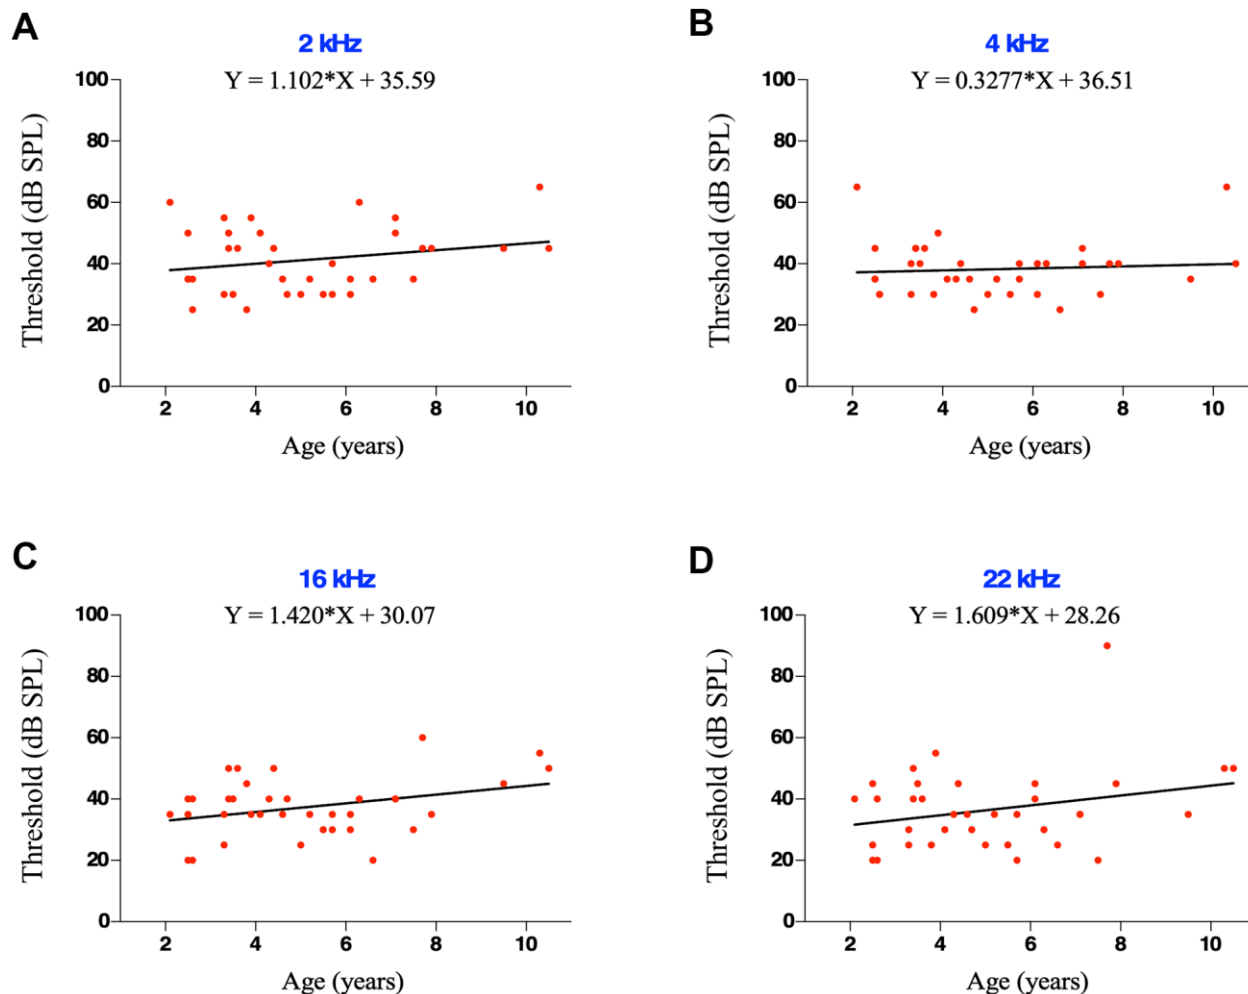 A
2 kHz
Y = 1.102*X + 35.59
Threshold (dB SPL)
100
80
60
40
20
0
2 4 6 8 10
Age (years)
B
4 kHz
Y = 0.3277*X + 36.51
Threshold (dB SPL)
100
80
60
40
20
0
2 4 6 8 10
Age (years)
C
16 kHz
Y = 1.420*X + 30.07
Threshold (dB SPL)
100
80
60
40
20
0
2 4 6 8 10
Age (years)
D
22 kHz
Y = 1.609*X + 28.26
Threshold (dB SPL)
100
80
60
40
20
0
2 4 6 8 10
Age (years)